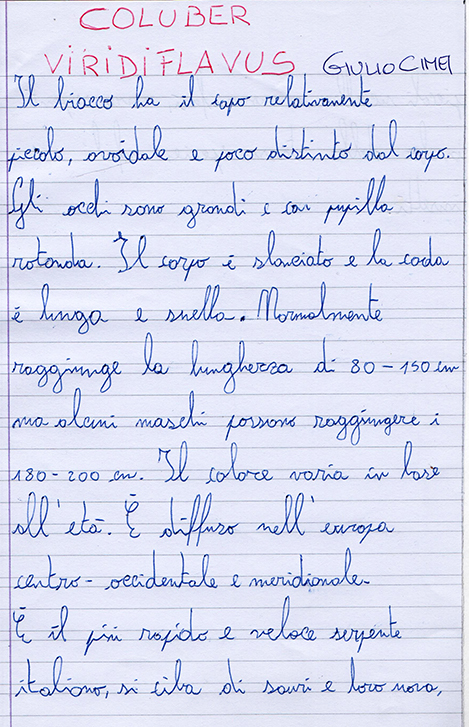 COLUBER
VIRIDIFLAVUS GIULIO CIMEI
Il biacco ha il capo relativamente
piccolo, ovoidale e poco distinto dal corpo.
Gli occhi sono grandi e con pupilla
rotonda. Il corpo è slanciato e la coda
è lunga e snella. Normalmente
raggiunge la lunghezza di 80-150 cm
ma alcuni maschi possono raggiungere i
180-200 cm. Il colore varia in base
all'età. È diffuso nell'europa
centro-occidentale e meridionale.
È il più rapido e veloce serpente
italiano, si ciba di sauri e loro uova,